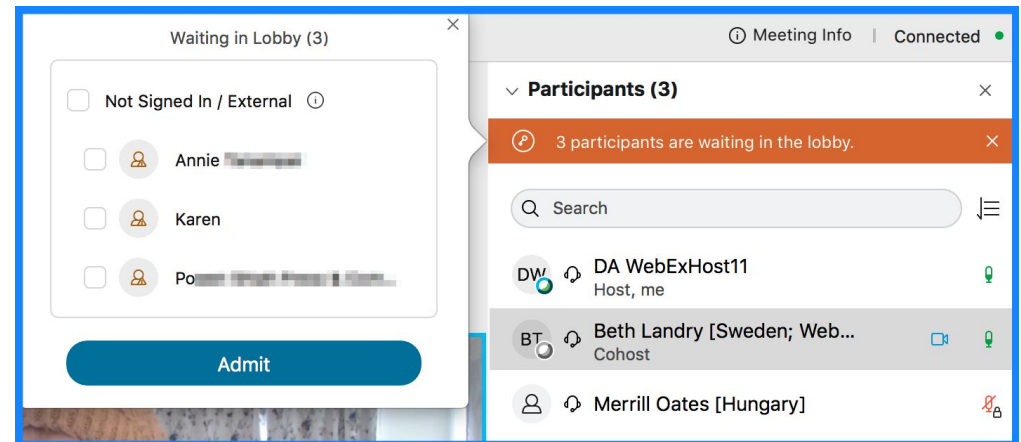 Waiting in Lobby (3)
Not Signed In / External
Annie
Karen
Po
Admit
Meeting Info | Connected
Participants (3)
3 participants are waiting in the lobby.
Search
DW
DA WebExHost11
Host, me
BT
Beth Landry [Sweden; Web...
Cohost
Merrill Oates [Hungary]